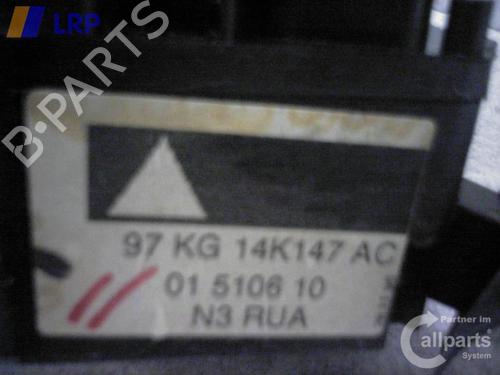 LRP
B-PARTS
97 KG 14K147 AC
01 5106 10
N3 RUA
Partner im
Callparts
System